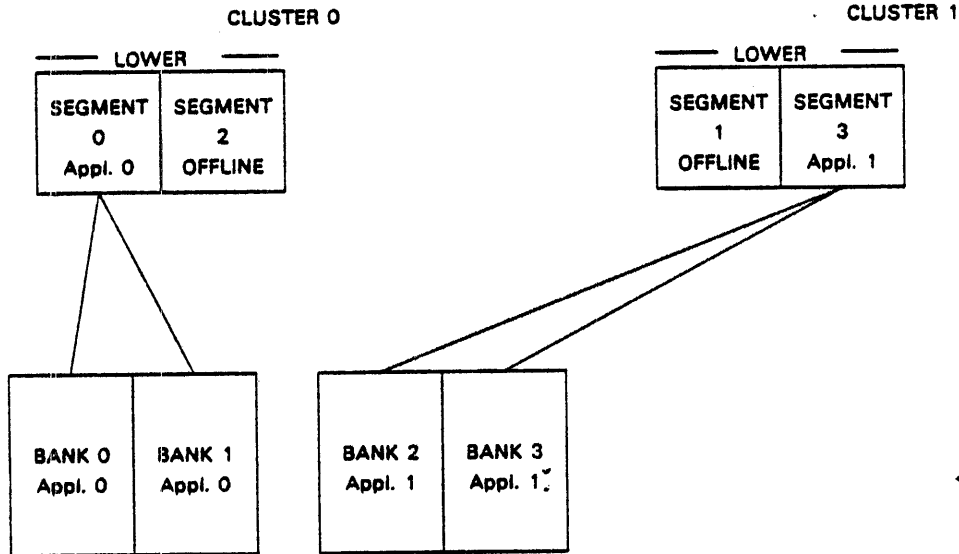 CLUSTER 0
CLUSTER 1
LOWER
LOWER
SEGMENT
0
Appl. 0
SEGMENT
2
OFFLINE
SEGMENT
1
OFFLINE
SEGMENT
3
Appl. 1
BANK 0
Appl. 0
BANK 1
Appl. 0
BANK 2
Appl. 1
BANK 3
Appl. 1